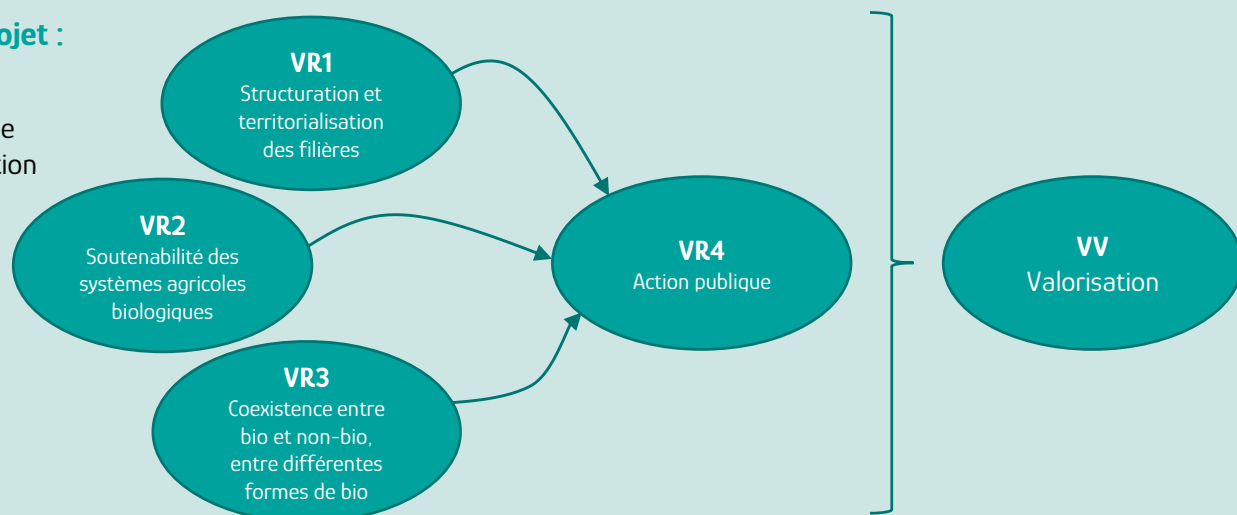 ojet :
e
tion
VR1
Structuration et
territorialisation
des filières
VR2
Soutenabilité des
systèmes agricoles
biologiques
VR3
Coexistence entre
bio et non-bio,
entre différentes
formes de bio
VR4
Action publique
VV
Valorisation